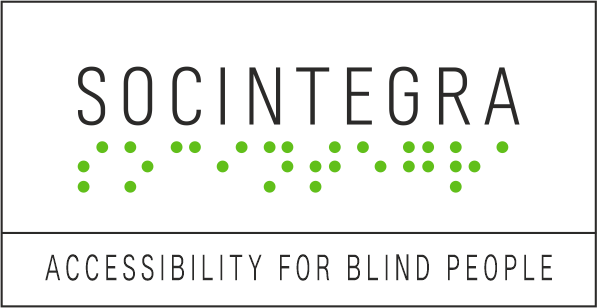 SOCINTEGRA
⠎⠕⠉⠊⠝⠞⠑⠛⠗⠁
ACCESSIBILITY FOR BLIND PEOPLE